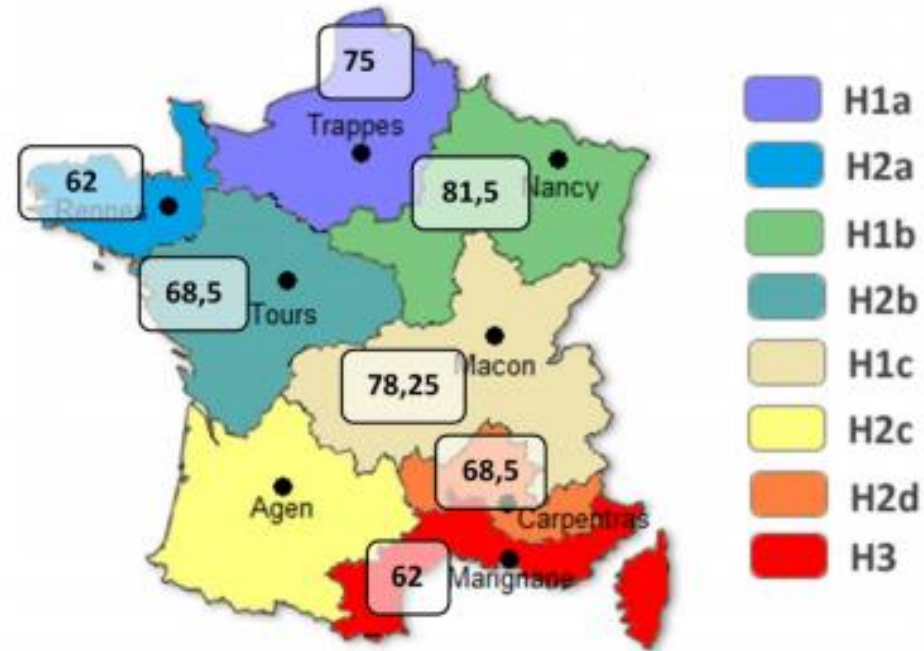 75
Trappes
62
Rennes
81,5
Nancy
68,5
Tours
78,25
Macon
68,5
Agen
Carpentras
62
Marignane
H1a
H2a
H1b
H2b
H1c
H2c
H2d
H3